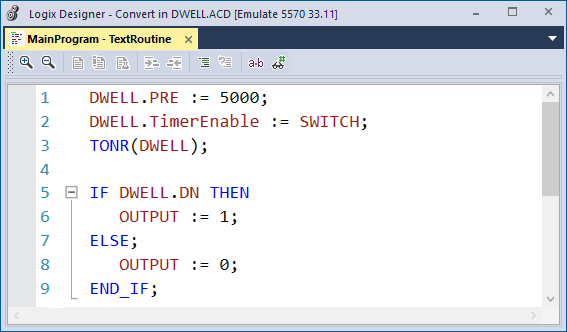 Logix Designer - Convert in DWELL.ACD [Emulate 5570 33.11]
MainProgram - TextRoutine
a-b
1 DWELL.PRE := 5000;
2 DWELL.TimerEnable := SWITCH;
3 TONR(DWELL);
4
5 IF DWELL.DN THEN
6 OUTPUT := 1;
7 ELSE;
8 OUTPUT := 0;
9 END_IF;